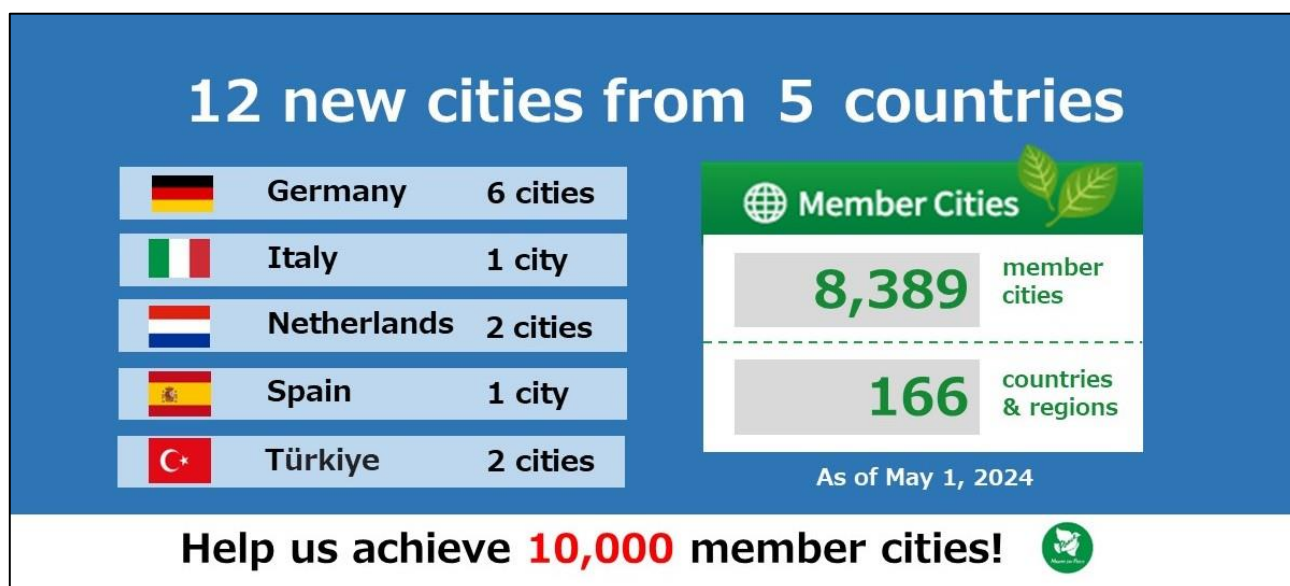 12 new cities from 5 countries
Germany 6 cities
Italy 1 city
Netherlands 2 cities
Spain 1 city
Türkiye 2 cities
Member Cities
8,389 member
cities
166 countries
& regions
As of May 1, 2024
Help us achieve 10,000 member cities!